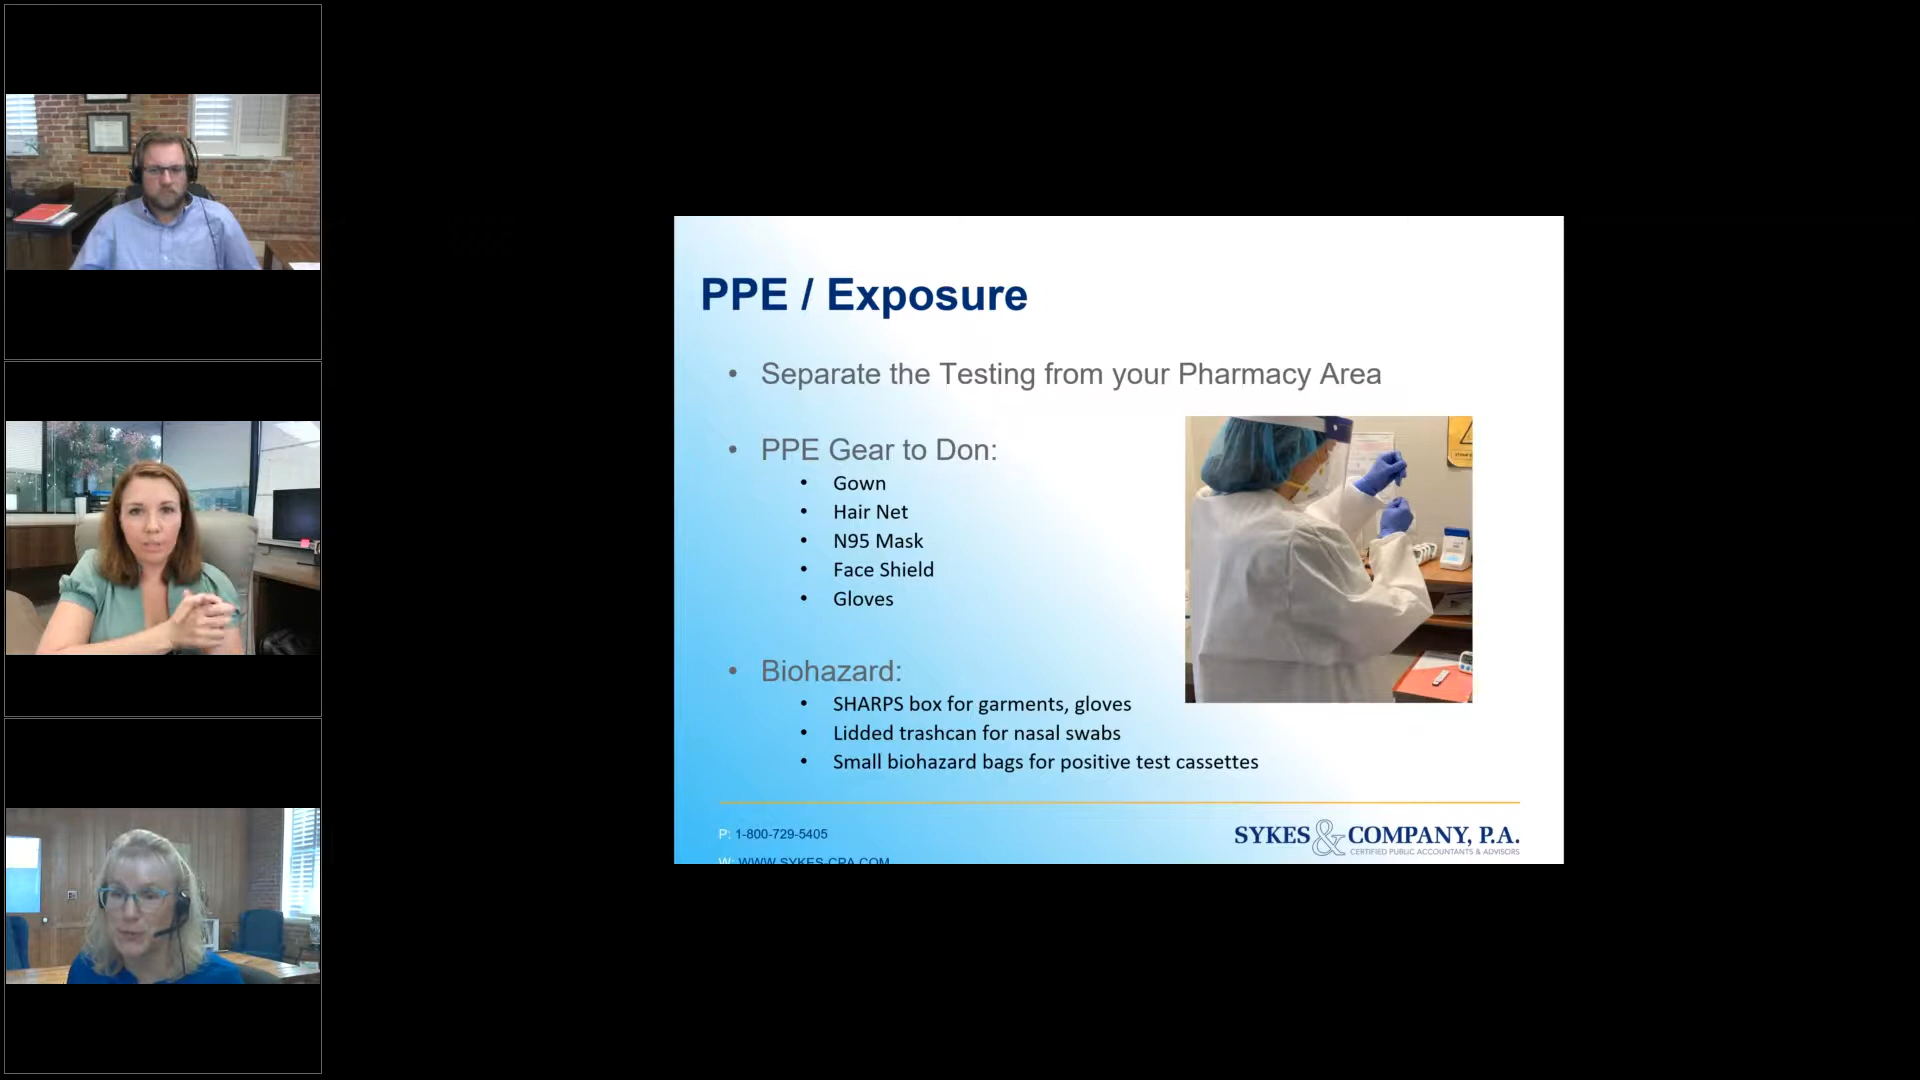 PPE / Exposure
• Separate the Testing from your Pharmacy Area
• PPE Gear to Don:
• Gown
• Hair Net
• N95 Mask
• Face Shield
• Gloves
• Biohazard:
• SHARPS box for garments, gloves
• Lidded trashcan for nasal swabs
• Small biohazard bags for positive test cassettes
P: 1-800-729-5405
W: WWW.SYKES-CPA.COM
SYKES & COMPANY, P.A.
CERTIFIED PUBLIC ACCOUNTANTS & ADVISORS